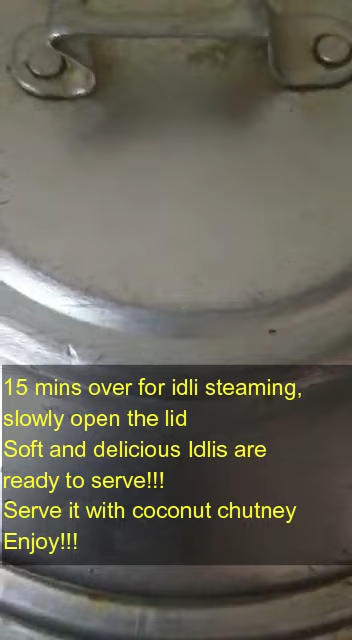 15 mins over for idli steaming,
slowly open the lid
Soft and delicious Idlis are
ready to serve!!!
Serve it with coconut chutney
Enjoy!!!